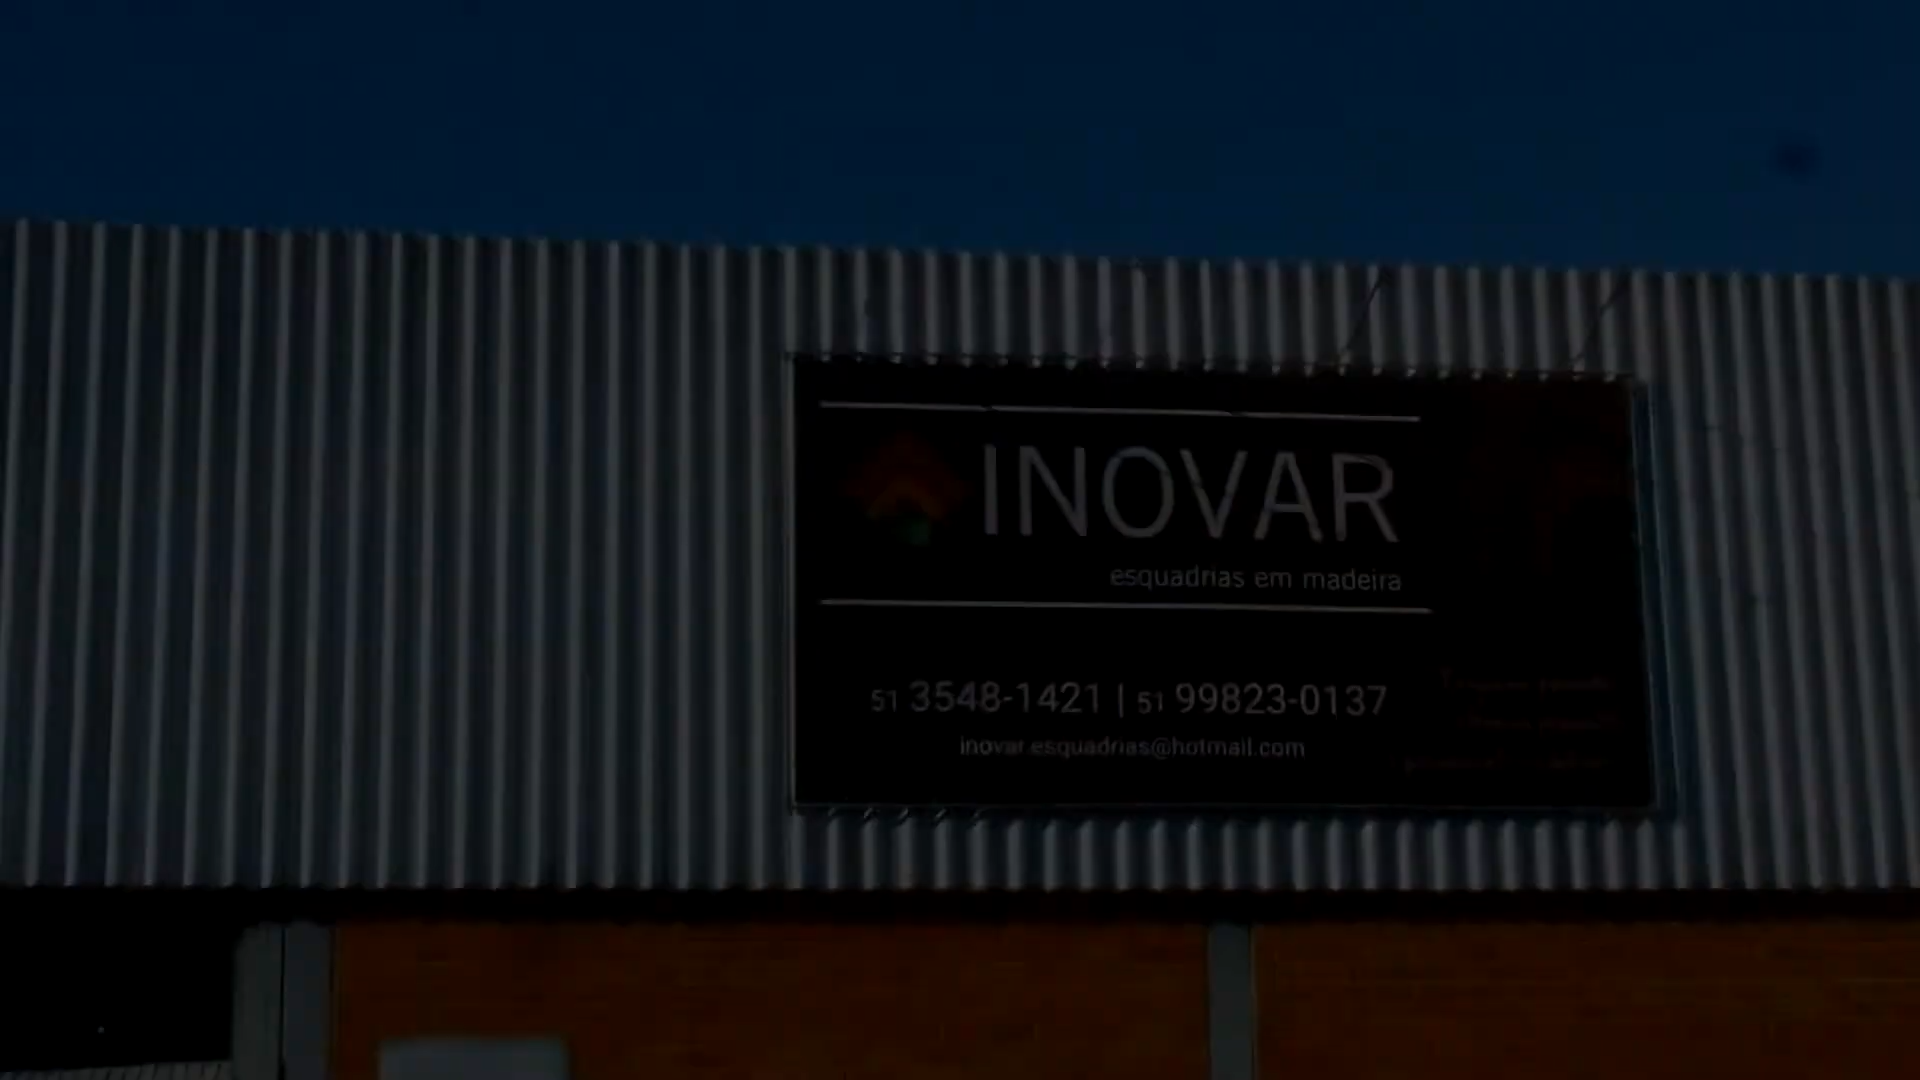 INOVAR
esquadrias em madeira
51 3548-1421 | 51 99823-0137
inovar.esquadrias@hotmail.com